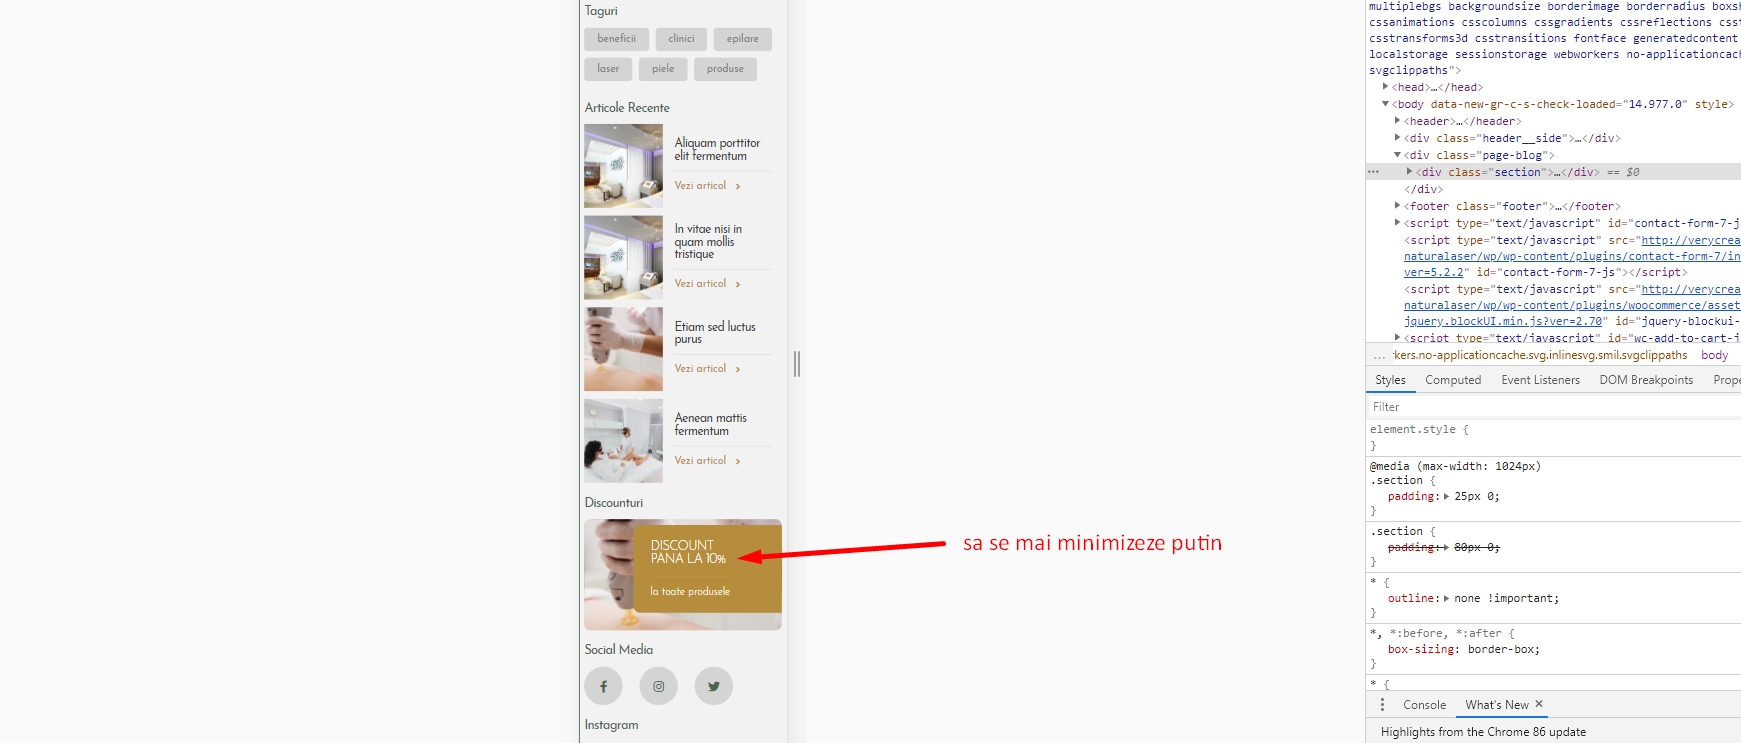 Taguri
beneficii
clinici
epilare
laser
piele
produse
Articole Recente
Aliquam porttitor
elit fermentum
Vezi articol
In vitae nisi in
quam mollis
tristique
Vezi articol
Etiam sed luctus
purus
Vezi articol
Aenean mattis
fermentum
Vezi articol
Discounturi
DISCOUNT
PANA LA 10%
la toate produsele
sa se mai minimizeze putin
Social Media
Instagram
multiplebgs backgroundsize borderimage borderradius boxsh
cssanimations csscolumns cssgradients cssreflections csst
csstransforms3d csstransitions fontface generatedcontent
localstorage sessionstorage webworkers no-applicationcach
svgclippaths">
<head>…</head>
<body data-new-gr-c-s-check-loaded="14.977.0" style>
<header>…</header>
<div class="header__side">…</div>
<div class="page-blog">
<div class="section">…</div> == $0
</div>
<footer class="footer">…</footer>
<script type="text/javascript" id="contact-form-7-j
<script type="text/javascript" src="http://verycrea
naturalaser/wp/wp-content/plugins/contact-form-7/in
ver=5.2.2" id="contact-form-7-js"></script>
<script type="text/javascript" src="http://verycrea
naturalaser/wp/wp-content/plugins/woocommerce/asset
jquery.blockUI.min.js?ver=2.70" id="jquery-blockui-
<script type="text/javascript" id="wc-add-to-cart-j
… rkers.no-applicationcache.svg.inlinesvg.smil.svgclippaths body
Styles Computed Event Listeners DOM Breakpoints Prope
Filter
element.style {
}
@media (max-width: 1024px)
.section {
padding: 25px 0;
}
.section {
padding: 80px 0;
}
* {
outline: none !important;
}
*, *:before, *:after {
box-sizing: border-box;
}
* {
Console What's New ✕
Highlights from the Chrome 86 update